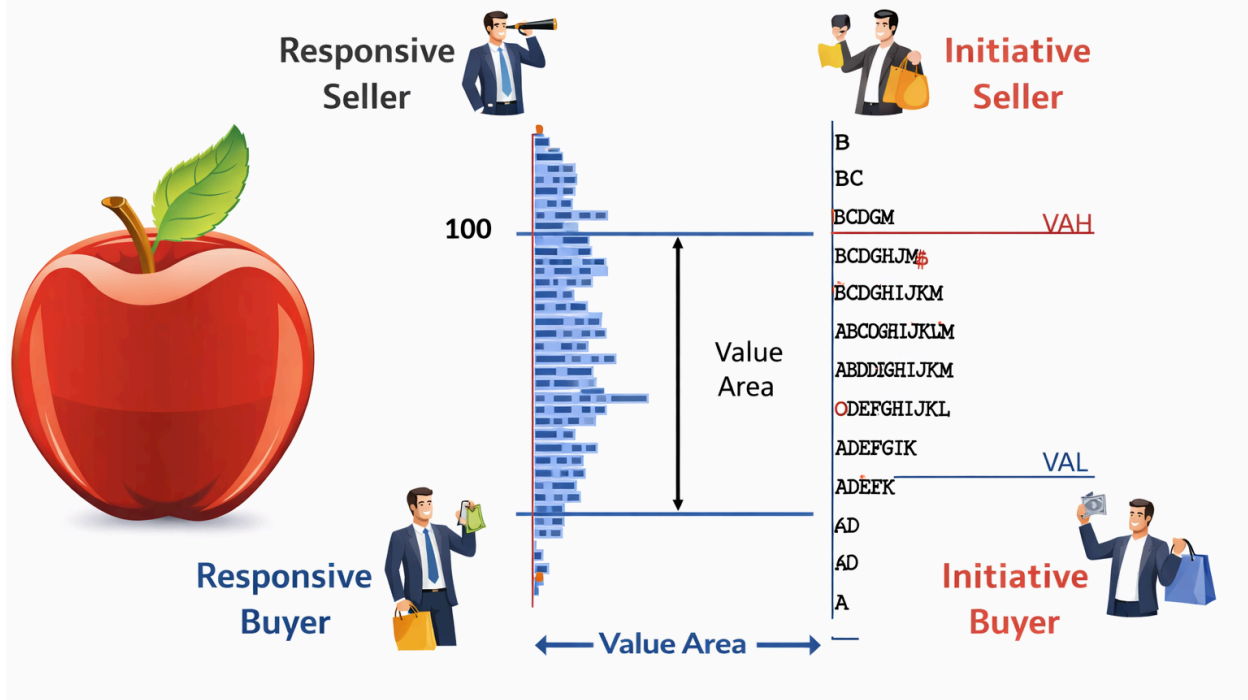 Responsive
Seller
Initiative
Seller
100
Value
Area
B
BC
BCDGM
VAH
BCDGHJM$
BCDGHIJKM
ABCOGHIJKLM
ABDDIGHIJKM
ODEFGHIJKL
ADEFGIK
VAL
ADEFK
AD
AD
A
Responsive
Buyer
Initiative
Buyer
Value Area